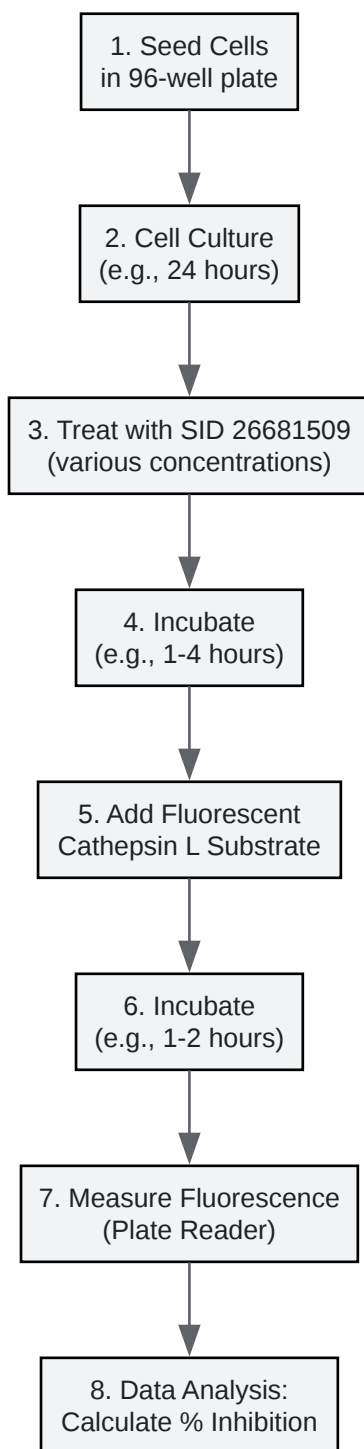 1. Seed Cells
in 96-well plate
2. Cell Culture
(e.g., 24 hours)
3. Treat with SID 26681509
(various concentrations)
4. Incubate
(e.g., 1-4 hours)
5. Add Fluorescent
Cathepsin L Substrate
6. Incubate
(e.g., 1-2 hours)
7. Measure Fluorescence
(Plate Reader)
8. Data Analysis:
Calculate % Inhibition